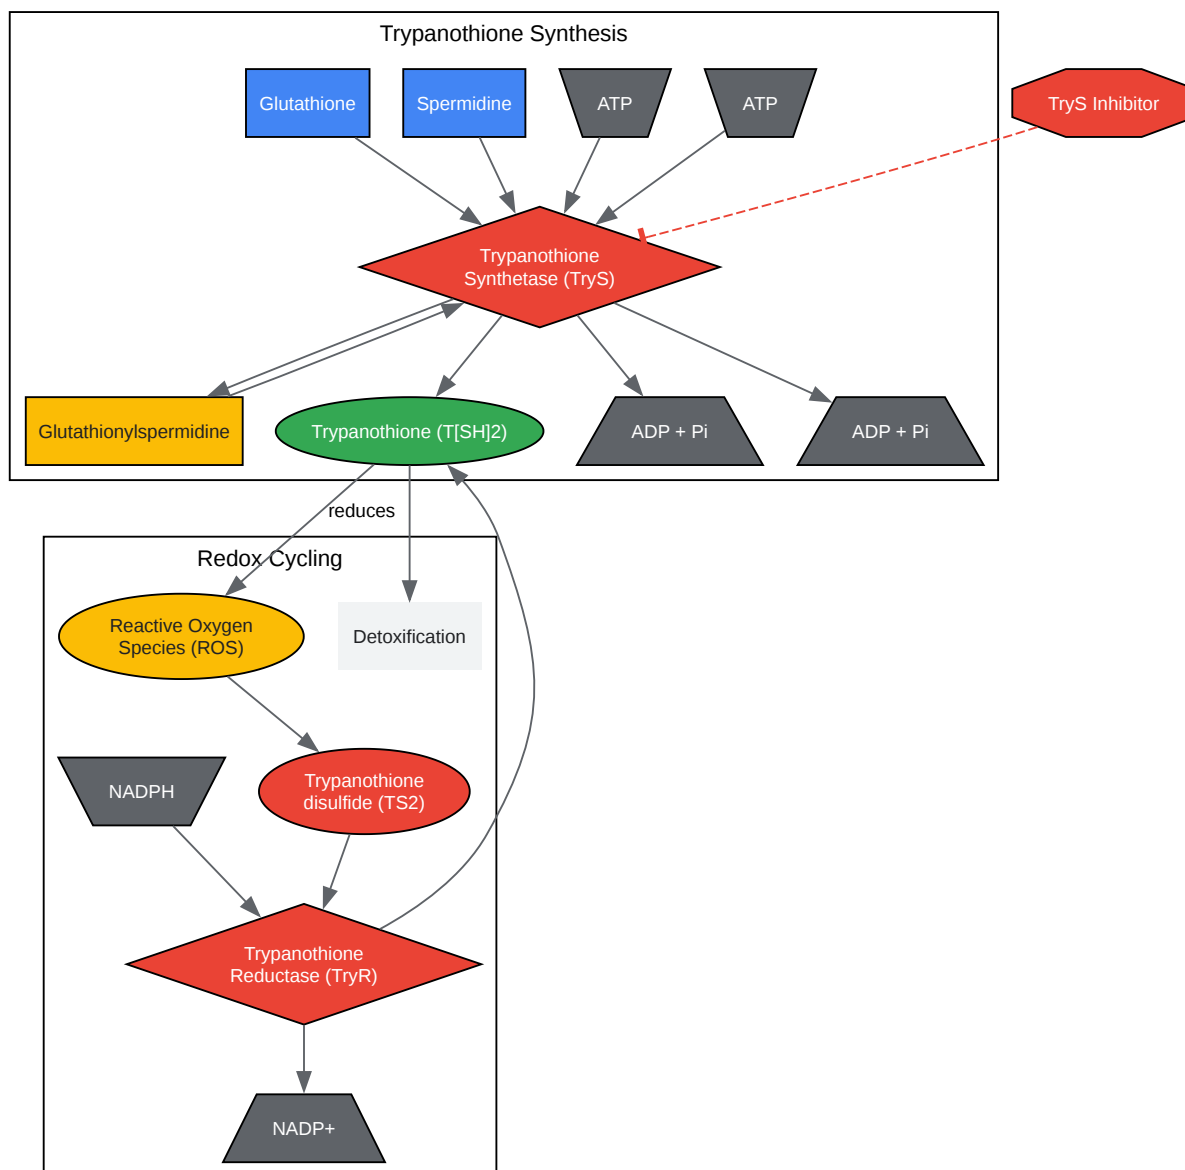 Trypanothione Synthesis
Glutathione
Spermidine
ATP
ATP
TryS Inhibitor
Trypanothione
Synthetase (TryS)
Glutathionylspermidine
Trypanothione (T[SH]2)
ADP + Pi
ADP + Pi
reduces
Redox Cycling
Reactive Oxygen
Species (ROS)
Detoxification
NADPH
Trypanothione
disulfide (TS2)
Trypanothione
Reductase (TryR)
NADP+